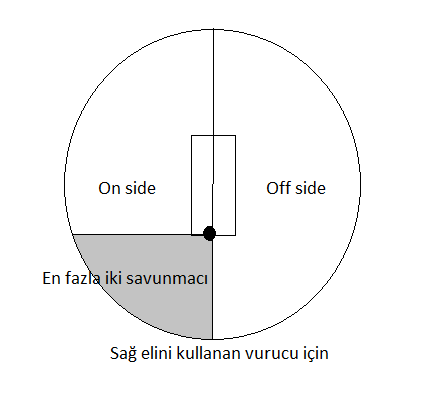 On side
Off side
En fazla iki savunmacı
Sağ elini kullanan vurucu için